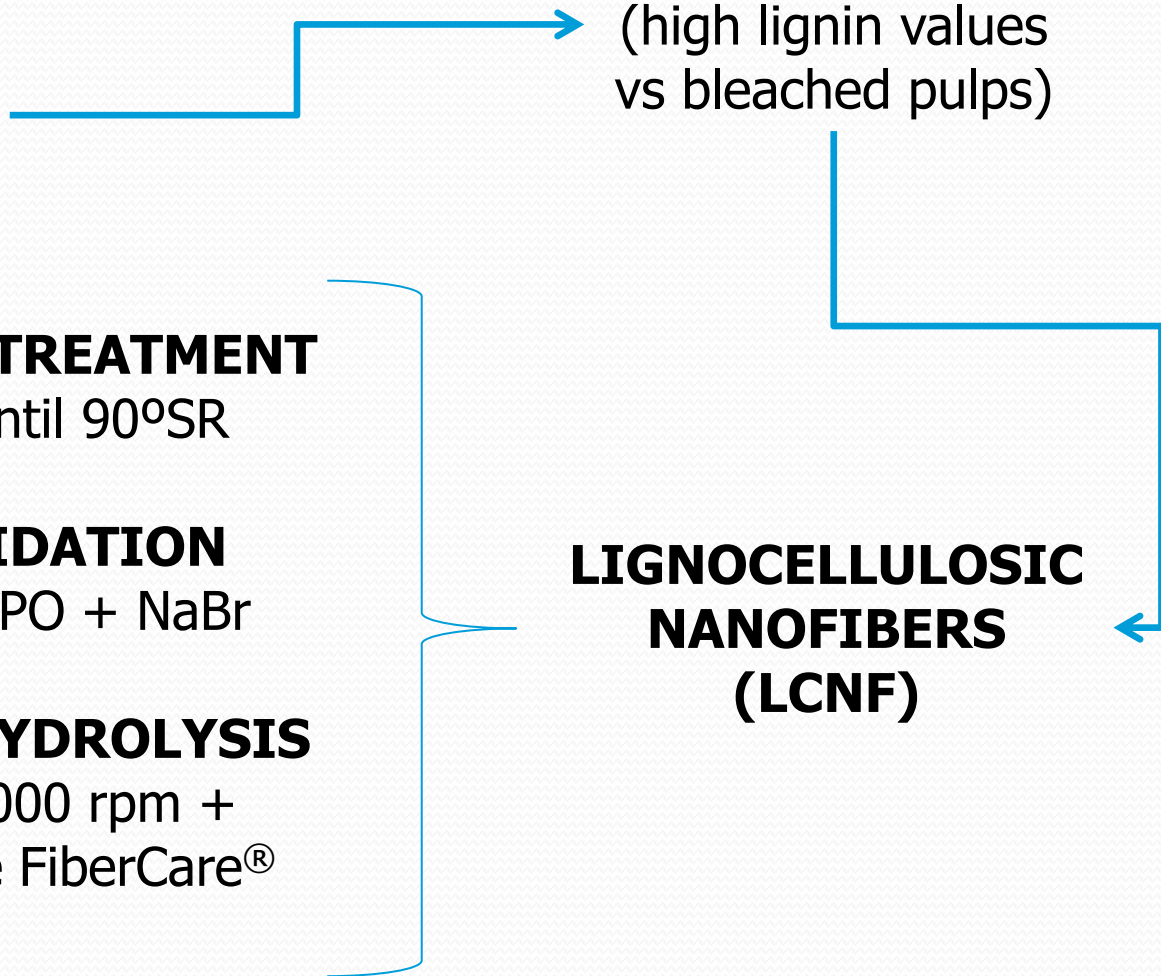 (high lignin values
vs bleached pulps)
TREATMENT
ntil 90ºSR
IDATION
PO + NaBr
YDROLYSIS
000 rpm +
e FiberCare®
LIGNOCELLULOSIC
NANOFIBERS
(LCNF)